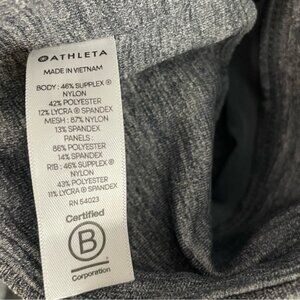 ATHLETA
MADE IN VIETNAM
BODY : 46% SUPPLEX ®
NYLON
42% POLYESTER
12% LYCRA ® SPANDEX
MESH : 87% NYLON
13% SPANDEX
PANELS :
86% POLYESTER
14% SPANDEX
RIB : 46% SUPPLEX ®
NYLON
43% POLYESTER
11% LYCRA ® SPANDEX
RN 54023
Certified
B
Corporation